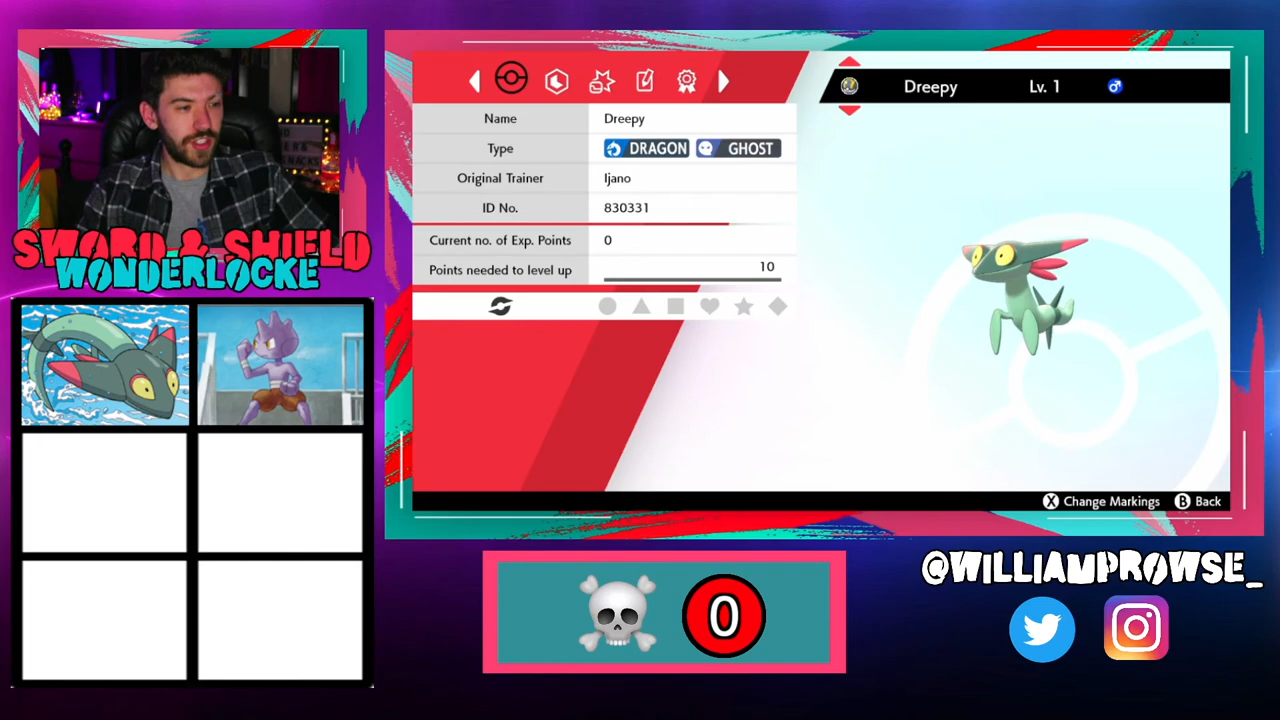 SWORD & SHIELD
WONDERLOCKE
Dreepy Lv. 1
Name Dreepy
Type DRAGON GHOST
Original Trainer Ijano
ID No. 830331
Current no. of Exp. Points 0
Points needed to level up 10
X Change Markings B Back
0
@WILLIAMPROWSE_